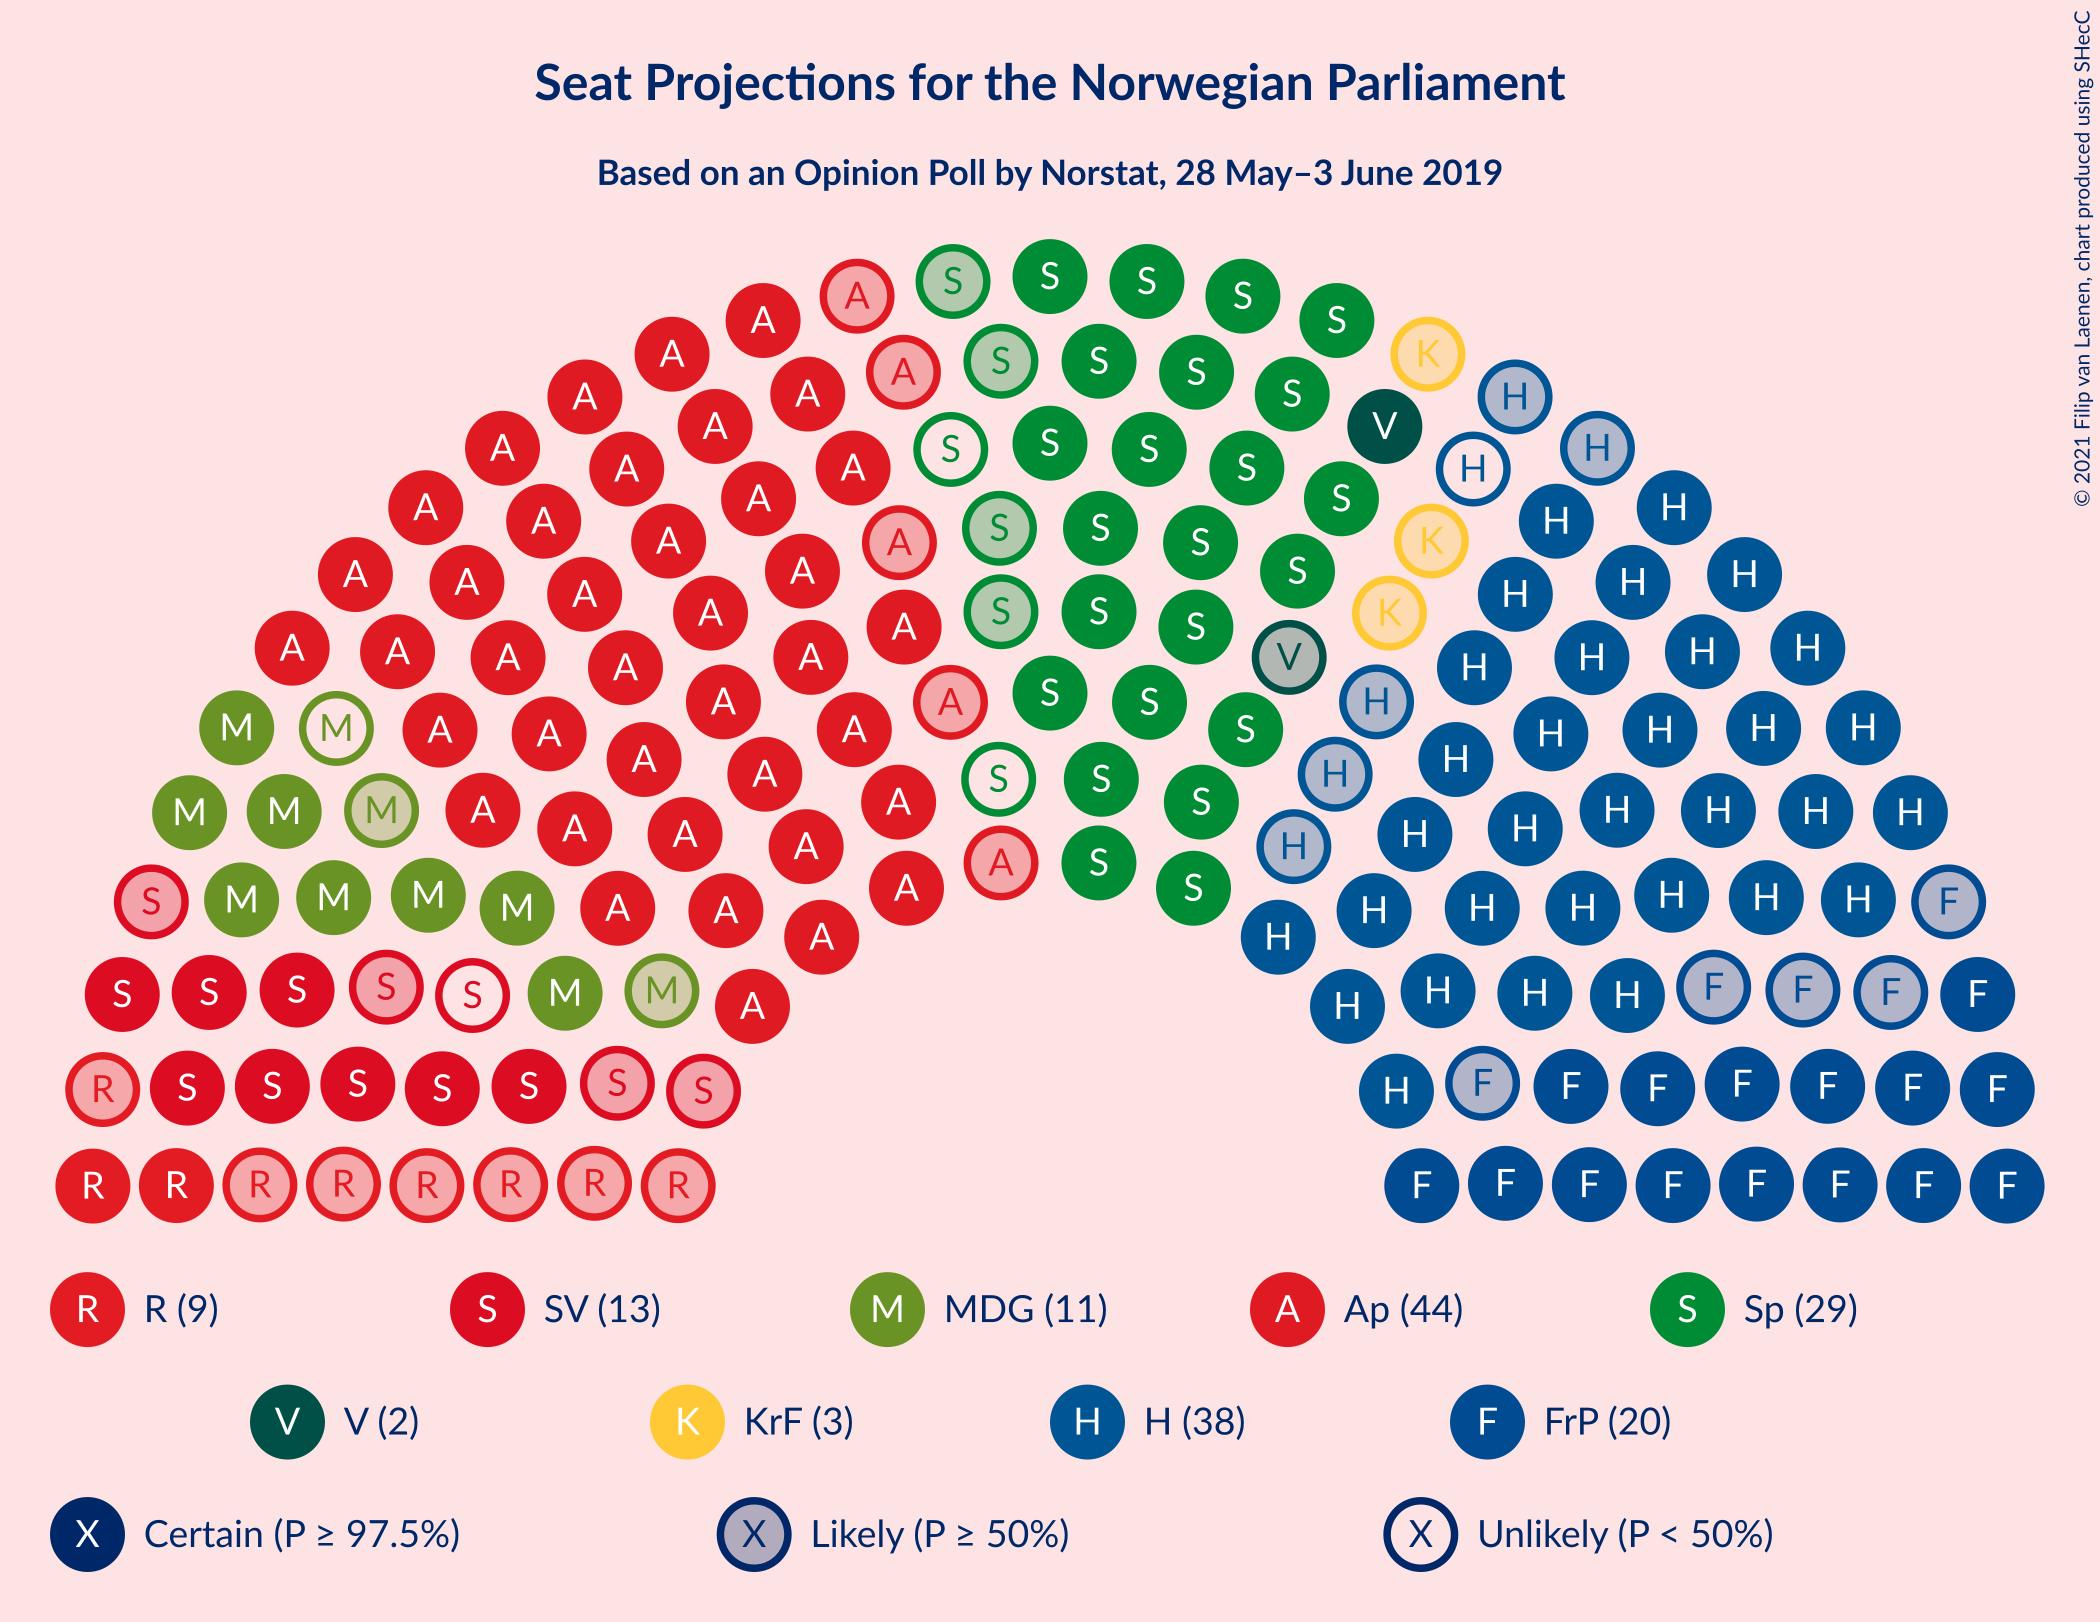 Seat Projections for the Norwegian Parliament
Based on an Opinion Poll by Norstat, 28 May–3 June 2019
© 2021 Filip van Laenen, chart produced using SHecC
A A S S S S S K H H
A A A S S S S V H H H
A A A S S S S S K H H H
A A A A S S S S K H H H H
A A A A A S S S V H H H H H
M M A A A A A A S S S H H H H H H
M M M A A A A A S S H H H H H H H
S M M M M A A A A A S S H H H H H H H F
S S S S S M M A H H H H F F F F
R S S S S S S S H F F F F F F F
R R R R R R R R F F F F F F F F
R R (9) S SV (13) M MDG (11) A Ap (44) S Sp (29)
V V (2) K KrF (3) H H (38) F FrP (20)
X Certain (P ≥ 97.5%) X Likely (P ≥ 50%) X Unlikely (P < 50%)